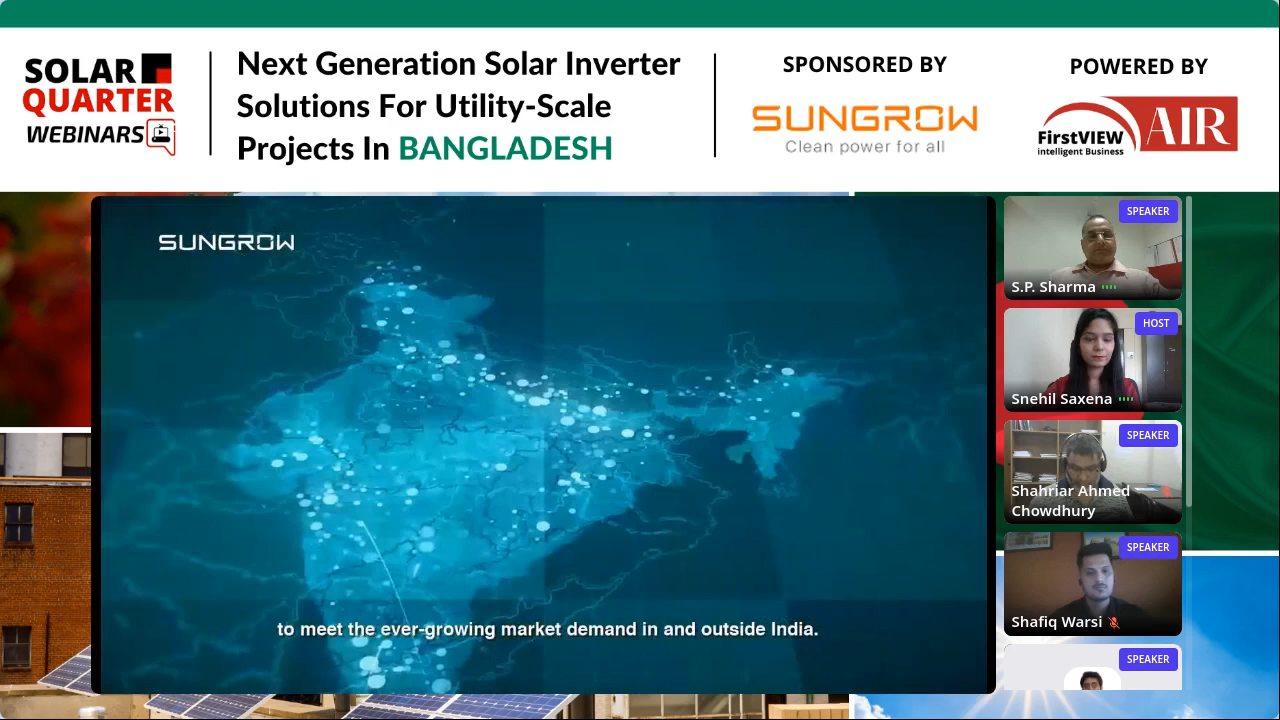 SOLAR
QUARTER
WEBINARS
Next Generation Solar Inverter
Solutions For Utility-Scale
Projects In BANGLADESH
SPONSORED BY
SUNGROW
Clean power for all
POWERED BY
FirstVIEW
intelligent Business
AIR
SUNGROW
to meet the ever-growing market demand in and outside India.
SPEAKER
S.P. Sharma
HOST
Snehil Saxena
SPEAKER
Shahriar Ahmed
Chowdhury
SPEAKER
Shafiq Warsi
SPEAKER